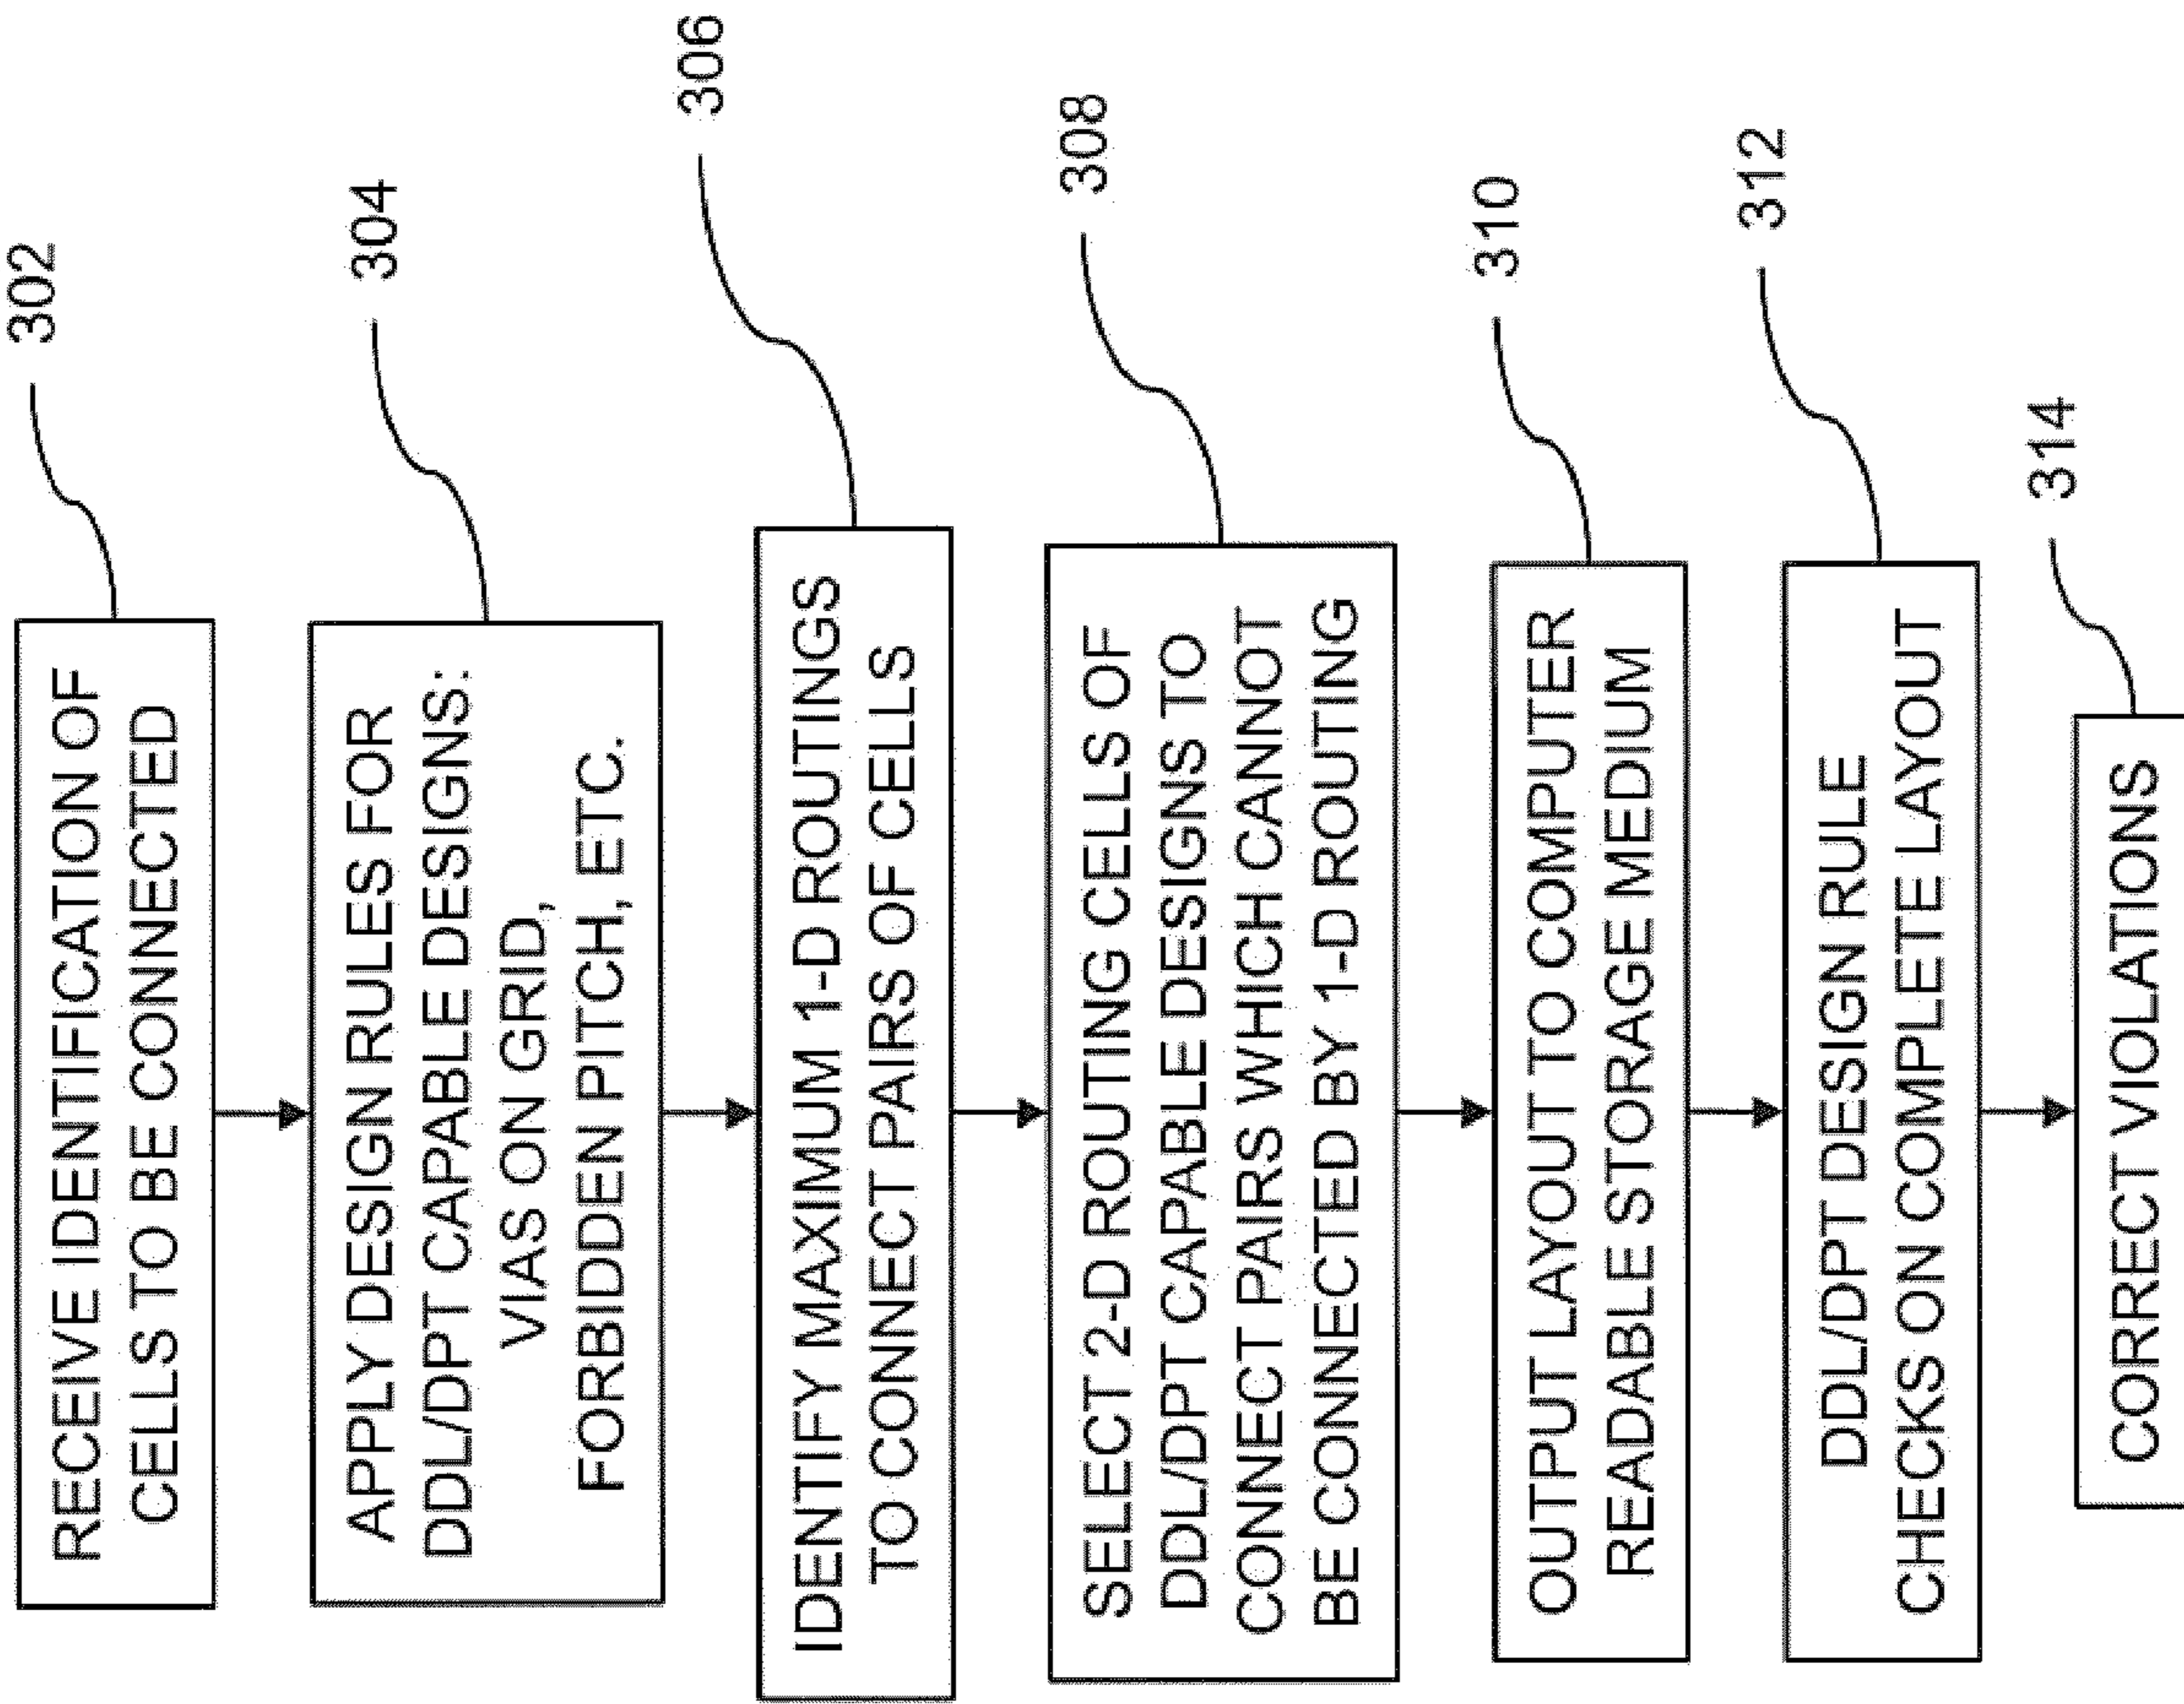 302
RECEIVE IDENTIFICATION OF
CELLS TO BE CONNECTED
304
APPLY DESIGN RULES FOR
DDL/DPT CAPABLE DESIGNS:
VIAS ON GRID,
FORBIDDEN PITCH, ETC.
306
IDENTIFY MAXIMUM 1-D ROUTINGS
TO CONNECT PAIRS OF CELLS
308
SELECT 2-D ROUTING CELLS OF
DDL/DPT CAPABLE DESIGNS TO
CONNECT PAIRS WHICH CANNOT
BE CONNECTED BY 1-D ROUTING
310
OUTPUT LAYOUT TO COMPUTER
READABLE STORAGE MEDIUM
312
DDL/DPT DESIGN RULE
CHECKS ON COMPLETE LAYOUT
314
CORRECT VIOLATIONS